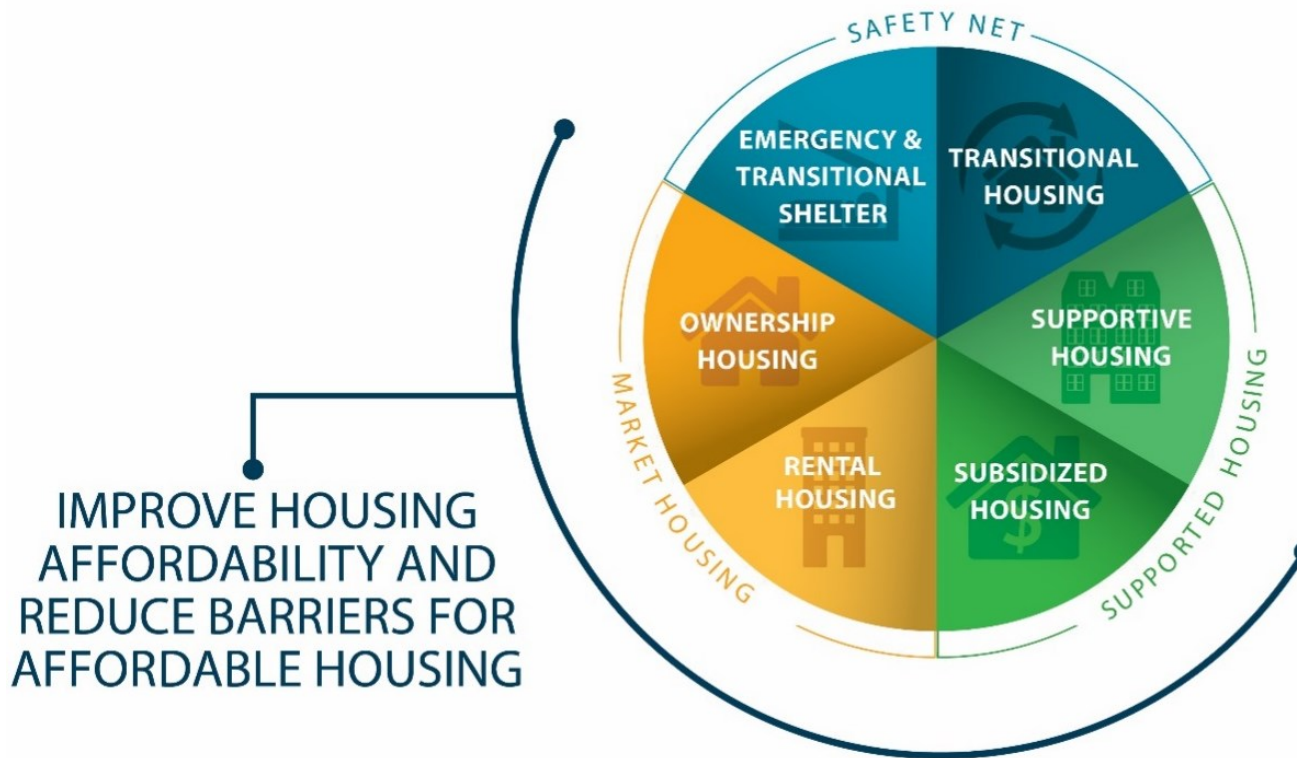 SAFETY NET
EMERGENCY &
TRANSITIONAL
SHELTER
TRANSITIONAL
HOUSING
OWNERSHIP
HOUSING
SUPPORTIVE
HOUSING
RENTAL
HOUSING
SUBSIDIZED
HOUSING
$
MARKET HOUSING
SUPPORTED HOUSING
IMPROVE HOUSING
AFFORDABILITY AND
REDUCE BARRIERS FOR
AFFORDABLE HOUSING